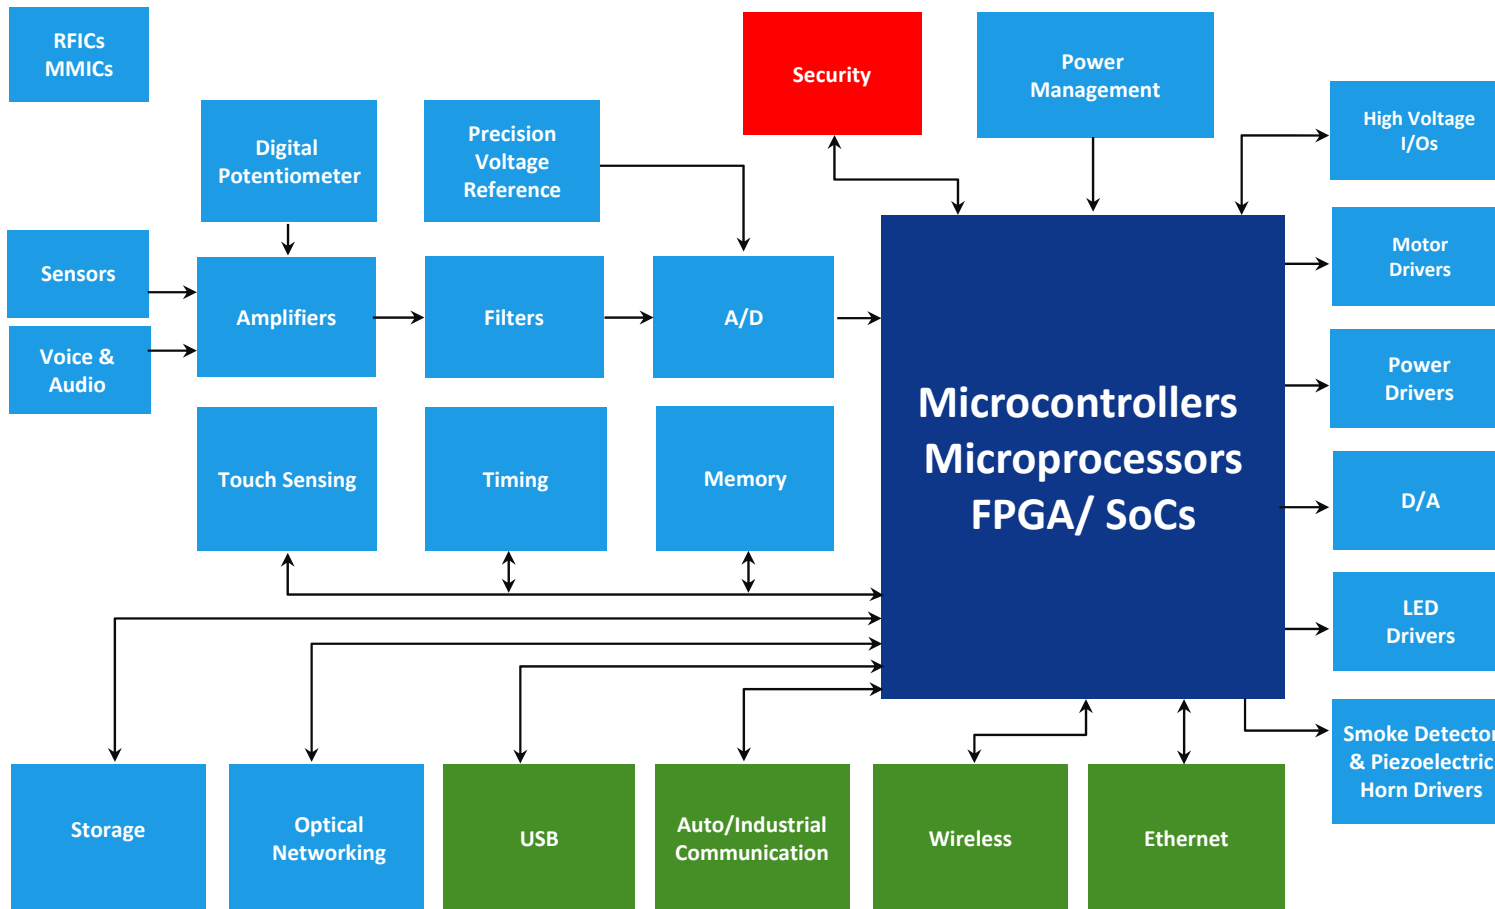 RFICs
MMICs
Security
Power
Management
High Voltage
I/Os
Digital
Potentiometer
Precision
Voltage
Reference
Motor
Drivers
Sensors
Amplifiers
Filters
A/D
Voice &
Audio
Power
Drivers
Microcontrollers
Microprocessors
FPGA/ SoCs
Touch Sensing
Timing
Memory
D/A
LED
Drivers
Smoke Detector
& Piezoelectric
Horn Drivers
Storage
Optical
Networking
USB
Auto/Industrial
Communication
Wireless
Ethernet